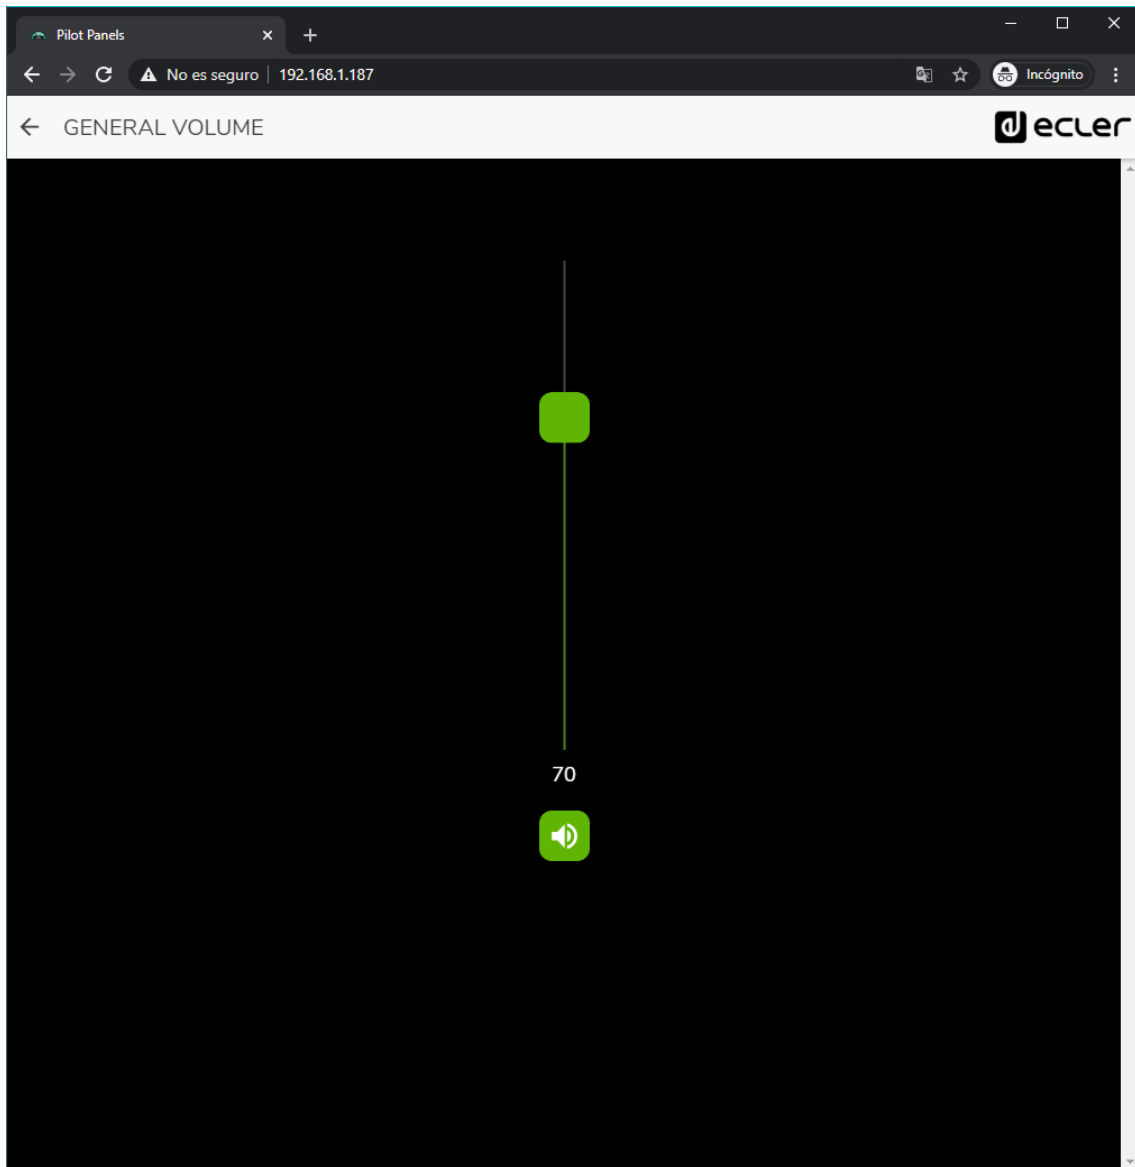 Pilot Panels
No es seguro 192.168.1.187 Incógnito
GENERAL VOLUME ecler
70